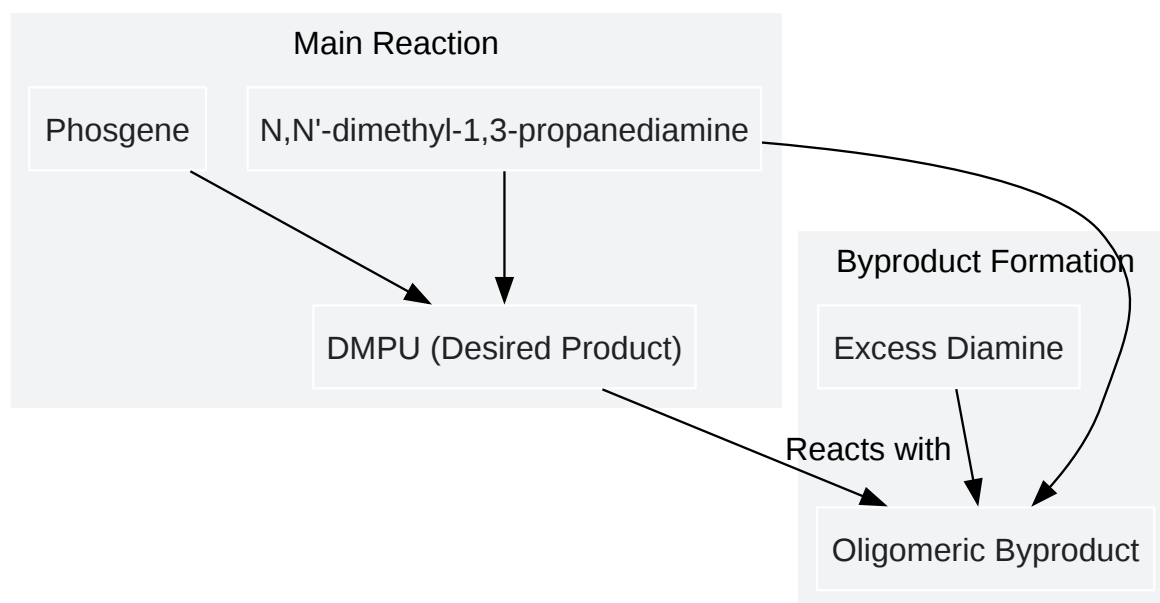 Main Reaction
Phosgene
N,N'-dimethyl-1,3-propanediamine
DMPU (Desired Product)
Byproduct Formation
Excess Diamine
Reacts with
Oligomeric Byproduct